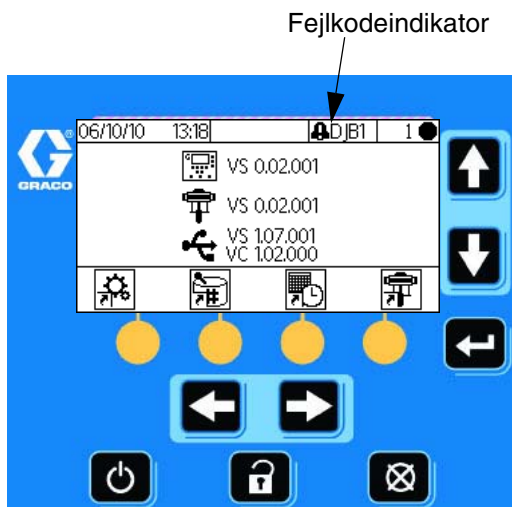 Fejlkodeindikator
06/10/10 13:18 DJB1 1
VS 0.02.001
VS 0.02.001
VS 1.07.001
VC 1.02.000
GRACO